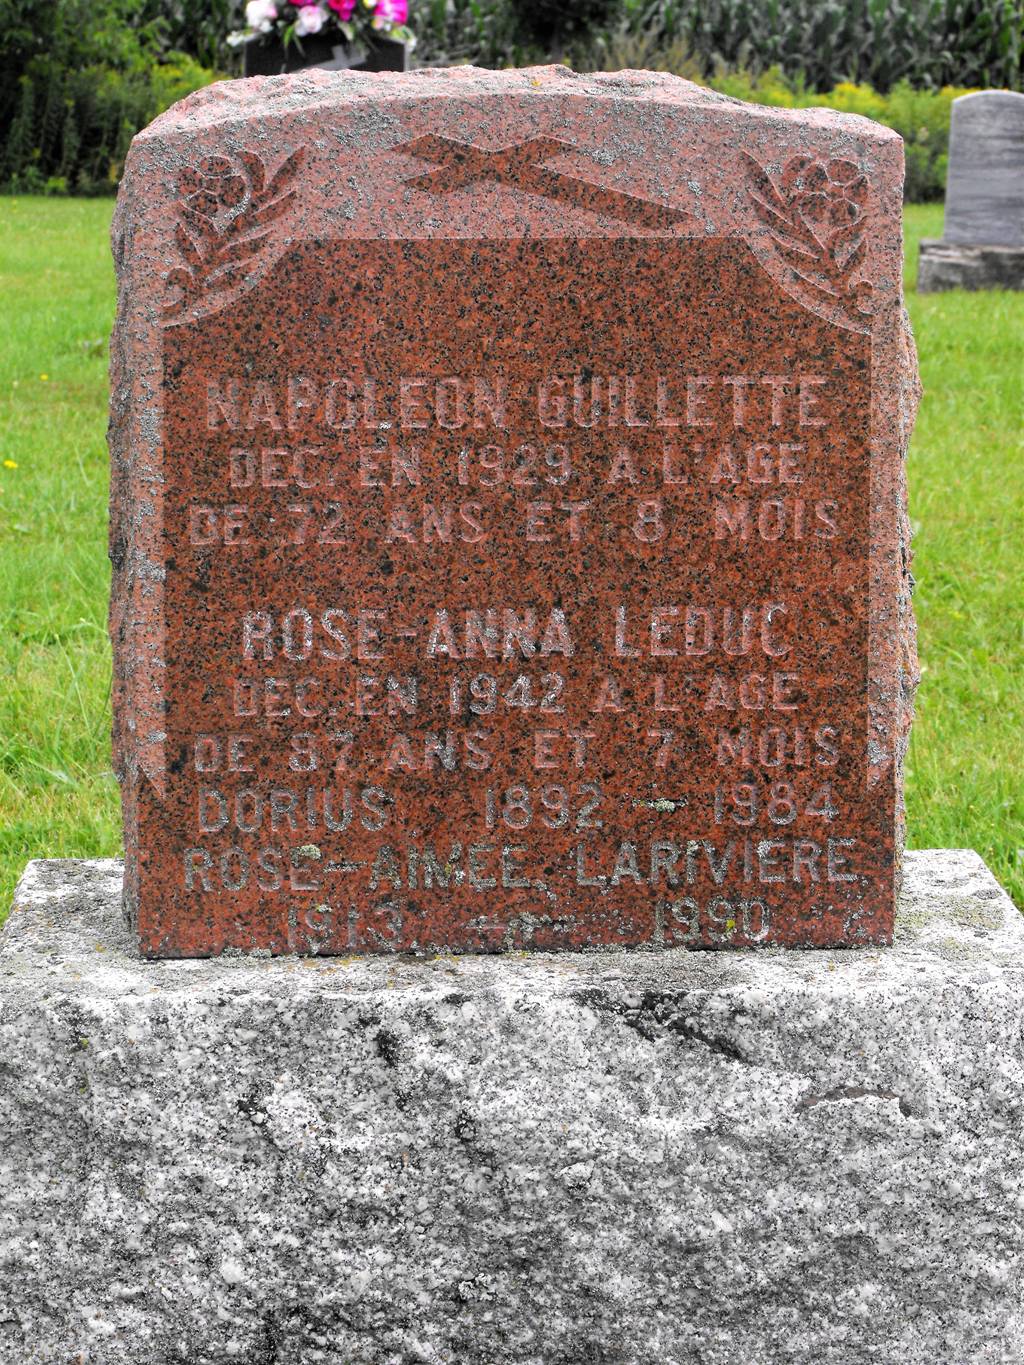 NAPOLEON GUILLETTE
DEC. EN 1929 A L'AGE
DE 72 ANS ET 8 MOIS
ROSE-ANNA LEDUC
DEC. EN 1942 A L'AGE
DE 87 ANS ET 7 MOIS
DORIUS 1892 - 1984
ROSE-AIMEE LARIVIERE
1913 - 1990